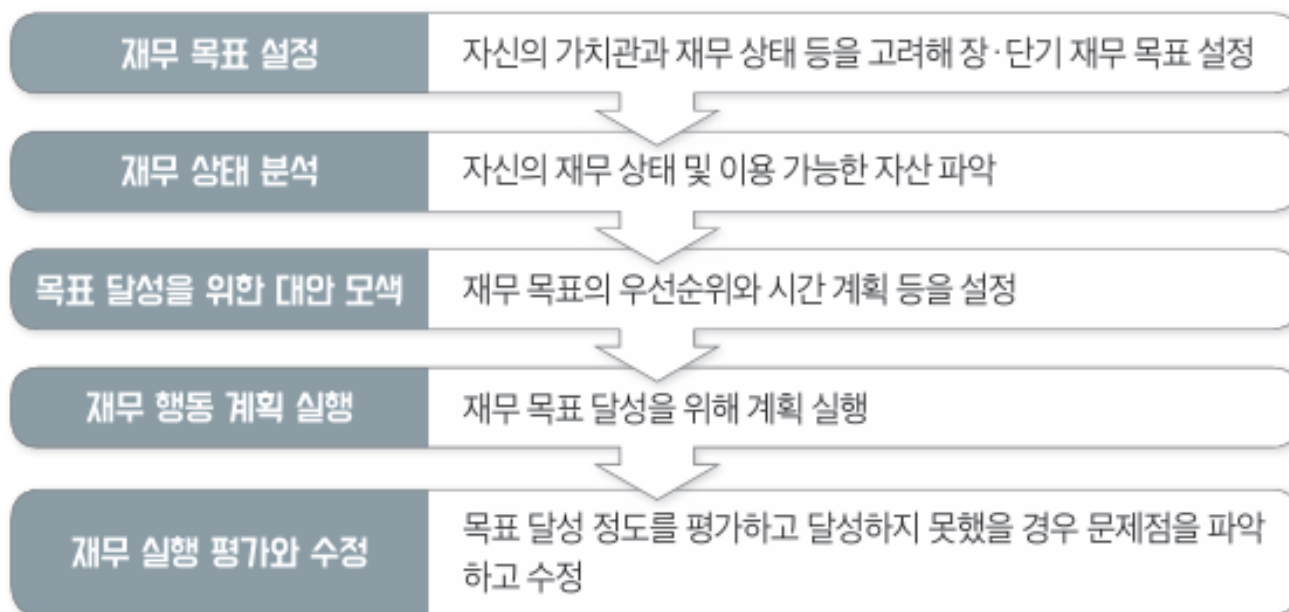 재무 목표 설정
자신의 가치관과 재무 상태 등을 고려해 장·단기 재무 목표 설정
재무 상태 분석
자신의 재무 상태 및 이용 가능한 자산 파악
목표 달성을 위한 대안 모색
재무 목표의 우선순위와 시간 계획 등을 설정
재무 행동 계획 실행
재무 목표 달성을 위해 계획 실행
재무 실행 평가와 수정
목표 달성 정도를 평가하고 달성하지 못했을 경우 문제점을 파악
하고 수정